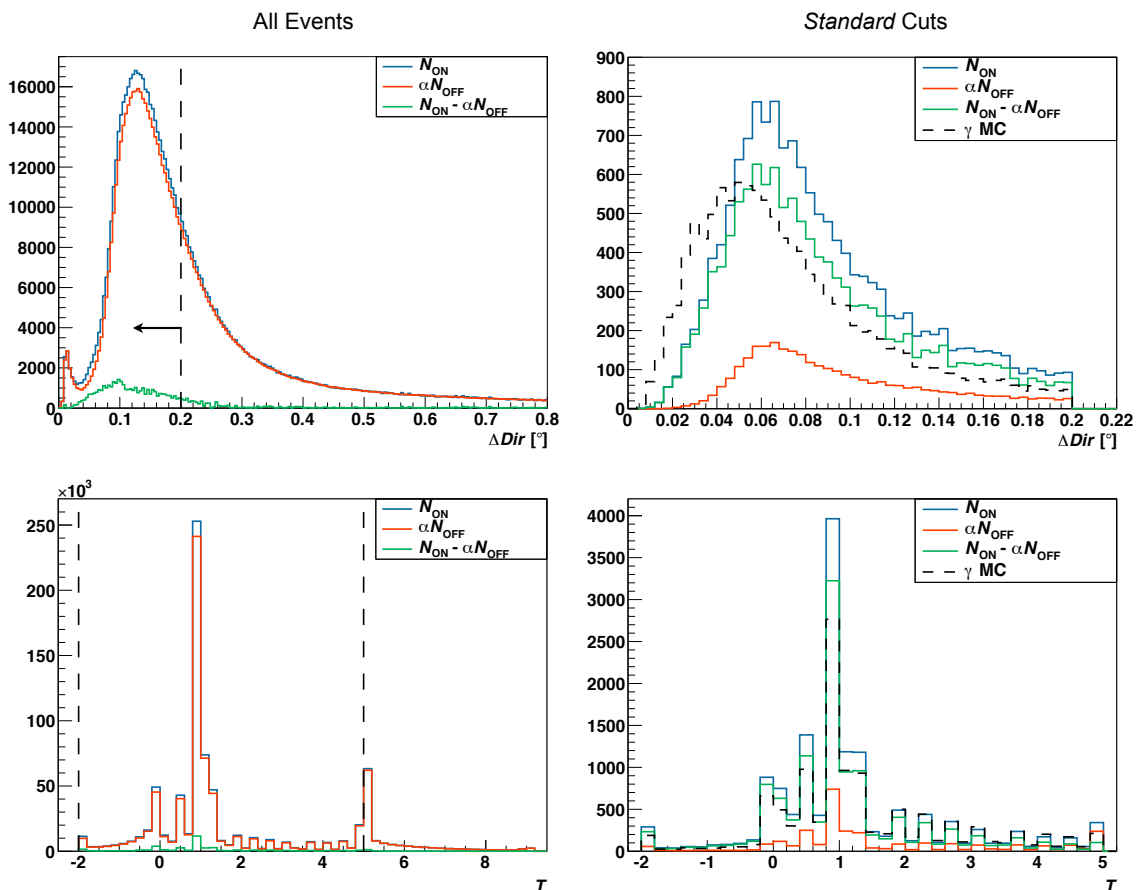 All Events
Standard Cuts
N_ON
αN_OFF
N_ON - αN_OFF
16000
14000
12000
10000
8000
6000
4000
2000
0
0 0.1 0.2 0.3 0.4 0.5 0.6 0.7 0.8
ΔDir [°]
N_ON
αN_OFF
N_ON - αN_OFF
γ MC
900
800
700
600
500
400
300
200
100
0
0 0.02 0.04 0.06 0.08 0.1 0.12 0.14 0.16 0.18 0.2 0.22
ΔDir [°]
×10³
N_ON
αN_OFF
N_ON - αN_OFF
250
200
150
100
50
0
-2 0 2 4 6 8
T
N_ON
αN_OFF
N_ON - αN_OFF
γ MC
4000
3500
3000
2500
2000
1500
1000
500
0
-2 -1 0 1 2 3 4 5
T